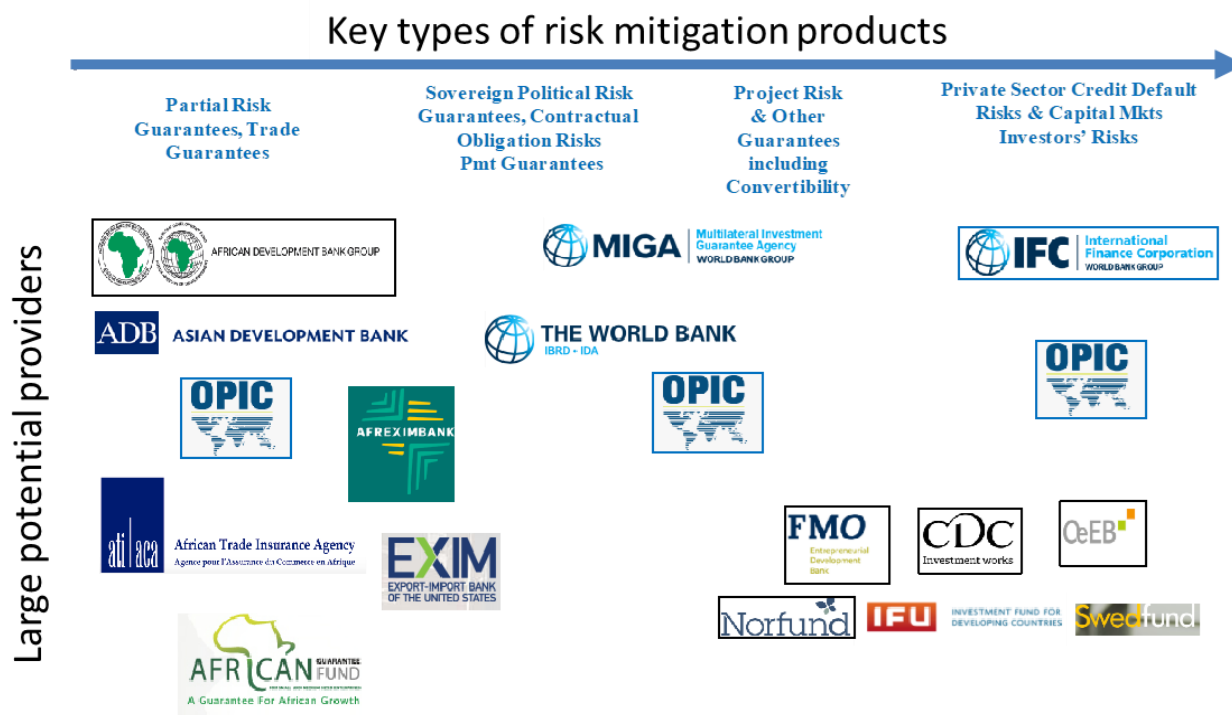 Key types of risk mitigation products
Partial Risk
Guarantees, Trade
Guarantees
Sovereign Political Risk
Guarantees, Contractual
Obligation Risks
Pmt Guarantees
Project Risk
& Other
Guarantees
including
Convertibility
Private Sector Credit Default
Risks & Capital Mkts
Investors' Risks
Large potential providers
AFRICAN DEVELOPMENT BANK GROUP
MIGA
Multilateral Investment
Guarantee Agency
WORLD BANK GROUP
IFC
International
Finance Corporation
WORLD BANK GROUP
ADB ASIAN DEVELOPMENT BANK
THE WORLD BANK
IBRD • IDA
OPIC
AFREXIMBANK
OPIC
OPIC
ati aca
African Trade Insurance Agency
Agence pour l'Assurance du Commerce en Afrique
EXIM
EXPORT-IMPORT BANK
OF THE UNITED STATES
FMO
Entrepreneurial
Development
Bank
CDC
Investment works
OeEB
Norfund
IFU
INVESTMENT FUND FOR
DEVELOPING COUNTRIES
Swedfund
AFRICAN
GUARANTEE
FUND
A Guarantee For African Growth